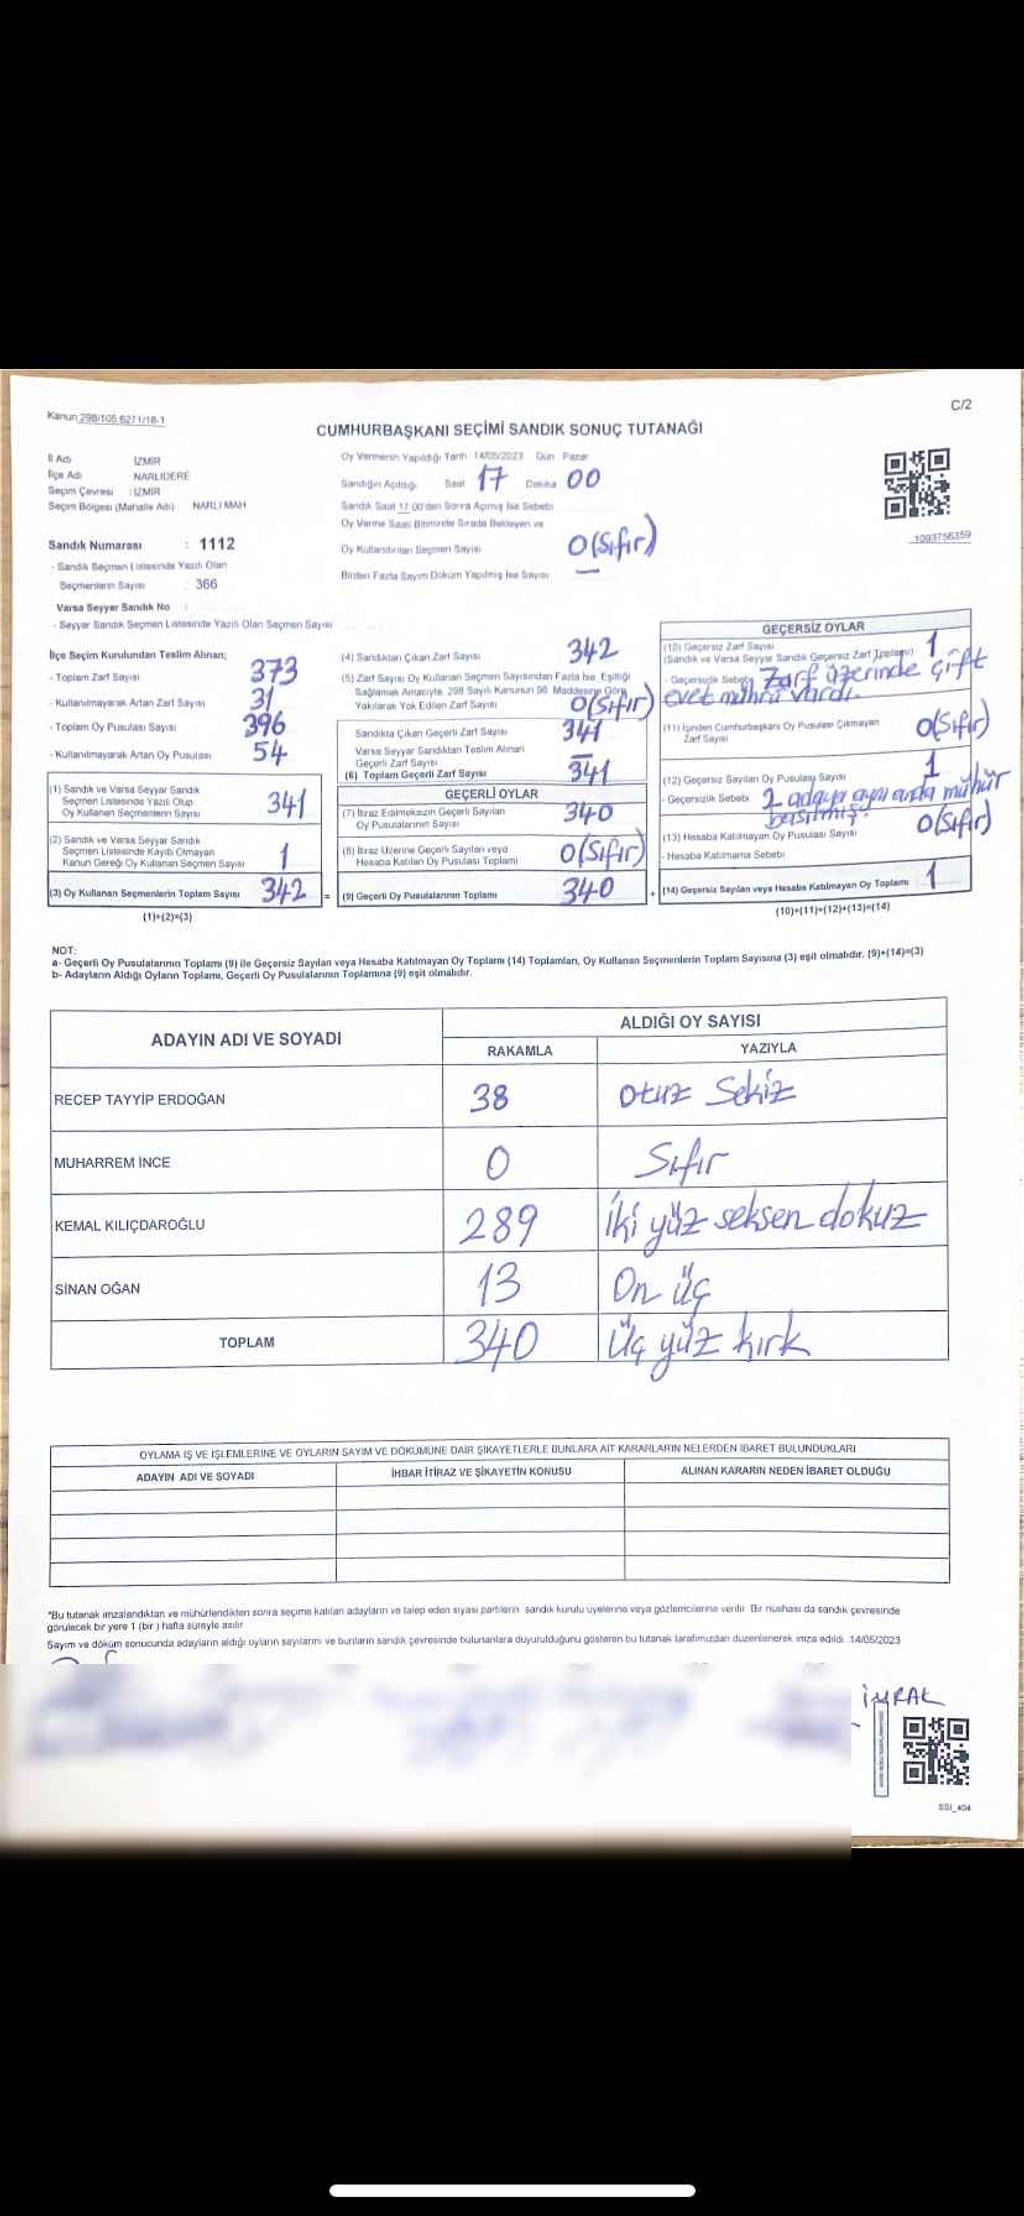 Kanun 298/105 6271/18-1
C/2
CUMHURBAŞKANI SEÇİMİ SANDIK SONUÇ TUTANAĞI
İl Adı : İZMİR
İlçe Adı : NARLIDERE
Seçim Çevresi : İZMİR
Seçim Bölgesi (Mahalle Adı) NARLI MAH
Sandık Numarası : 1112
- Sandık Seçmen Listesinde Yazılı Olan
Seçmenlerin Sayısı : 366
Varsa Seyyar Sandık No :
- Seyyar Sandık Seçmen Listesinde Yazılı Olan Seçmen Sayısı
Oy Vermenin Yapıldığı Tarih 14/05/2023 Gün Pazar
Sandığın Açıldığı Saat 17 Dakika 00
Sandık Saat 17.00'den Sonra Açılmış İse Sebebi
Oy Verme Saati Bitiminde Sırada Bekleyen ve
Oy Kullandırılan Seçmen Sayısı 0 (Sıfır)
Birden Fazla Sayım Döküm Yapılmış İse Sayısı —
1093756359
İlçe Seçim Kurulundan Teslim Alınan;
- Toplam Zarf Sayısı 373
- Kullanılmayarak Artan Zarf Sayısı 31
- Toplam Oy Pusulası Sayısı 396
- Kullanılmayarak Artan Oy Pusulası 54
(1) Sandık ve Varsa Seyyar Sandık
Seçmen Listesinde Yazılı Olup
Oy Kullanan Seçmenlerin Sayısı 341
(2) Sandık ve Varsa Seyyar Sandık
Seçmen Listesinde Kayıtlı Olmayan
Kanun Gereği Oy Kullanan Seçmen Sayısı 1
(3) Oy Kullanan Seçmenlerin Toplam Sayısı 342 =
(1)+(2)=(3)
(4) Sandıktan Çıkan Zarf Sayısı 342
(5) Zarf Sayısı Oy Kullanan Seçmen Sayısından Fazla İse, Eşitliği
Sağlamak Amacıyla, 298 Sayılı Kanunun 98. Maddesine Göre
Yakılarak Yok Edilen Zarf Sayısı 0 (Sıfır)
Sandıkta Çıkan Geçerli Zarf Sayısı 341
Varsa Seyyar Sandıktan Teslim Alınan
Geçerli Zarf Sayısı —
(6) Toplam Geçerli Zarf Sayısı 341
GEÇERLİ OYLAR
(7) İtiraz Edilmeksizin Geçerli Sayılan
Oy Pusulalarının Sayısı 340
(8) İtiraz Üzerine Geçerli Sayılan veya
Hesaba Katılan Oy Pusulası Toplamı 0 (Sıfır)
(9) Geçerli Oy Pusulalarının Toplamı 340 +
GEÇERSİZ OYLAR
(10) Geçersiz Zarf Sayısı 1
(Sandık ve Varsa Seyyar Sandık Geçersiz Zarf Toplamı)
- Geçersizlik Sebebi Zarf üzerinde çift
evet mührü vardı.
(11) İçinden Cumhurbaşkanı Oy Pusulası Çıkmayan
Zarf Sayısı 0 (Sıfır)
(12) Geçersiz Sayılan Oy Pusulası Sayısı 1
- Geçersizlik Sebebi 2 adaya aynı anda mühür
basılmış.
(13) Hesaba Katılmayan Oy Pusulası Sayısı 0 (Sıfır)
- Hesaba Katılmama Sebebi
(14) Geçersiz Sayılan veya Hesaba Katılmayan Oy Toplamı 1
(10)+(11)+(12)+(13)=(14)
NOT:
a- Geçerli Oy Pusulalarının Toplamı (9) ile Geçersiz Sayılan veya Hesaba Katılmayan Oy Toplamı (14) Toplamları, Oy Kullanan Seçmenlerin Toplam Sayısına (3) eşit olmalıdır. (9)+(14)=(3)
b- Adayların Aldığı Oyların Toplamı, Geçerli Oy Pusulalarının Toplamına (9) eşit olmalıdır.
ADAYIN ADI VE SOYADI
ALDIĞI OY SAYISI
RAKAMLA YAZIYLA
RECEP TAYYİP ERDOĞAN 38 Otuz Sekiz
MUHARREM İNCE 0 Sıfır
KEMAL KILIÇDAROĞLU 289 İki yüz seksen dokuz
SİNAN OĞAN 13 On üç
TOPLAM 340 Üç yüz kırk
OYLAMA İŞ VE İŞLEMLERİNE VE OYLARIN SAYIM VE DÖKÜMÜNE DAİR ŞİKAYETLERLE BUNLARA AİT KARARLARIN NELERDEN İBARET BULUNDUKLARI
ADAYIN ADI VE SOYADI İHBAR İTİRAZ VE ŞİKAYETİN KONUSU ALINAN KARARIN NEDEN İBARET OLDUĞU
*Bu tutanak imzalandıktan ve mühürlendikten sonra seçime katılan adayların ve talep eden siyasi partilerin sandık kurulu üyelerine veya gözlemcilerine verilir. Bir nüshası da sandık çevresinde
görülecek bir yere 1 (bir) hafta süreyle asılır.
Sayım ve döküm sonucunda adayların aldığı oyların sayılarını ve bunların sandık çevresinde bulunanlara duyurulduğunu gösteren bu tutanak tarafımızdan düzenlenerek imza edildi. 14/05/2023
SSI_404